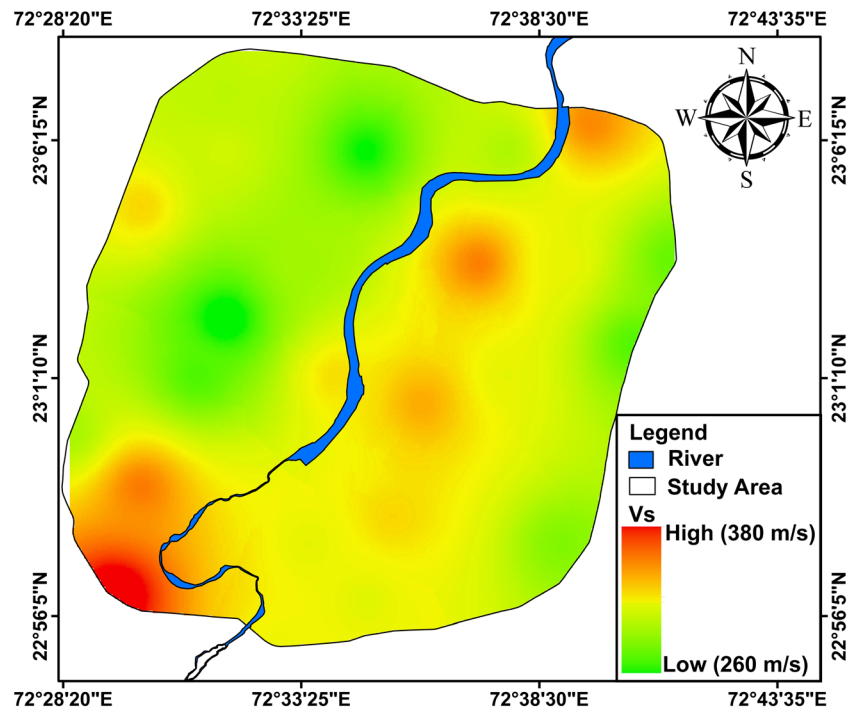 72°28'20"E 72°33'25"E 72°38'30"E 72°43'35"E
N
W E
S
23°6'15"N 23°6'15"N
23°1'10"N 23°1'10"N
Legend
River
Study Area
Vs
High (380 m/s)
Low (260 m/s)
22°56'5"N 22°56'5"N
72°28'20"E 72°33'25"E 72°38'30"E 72°43'35"E